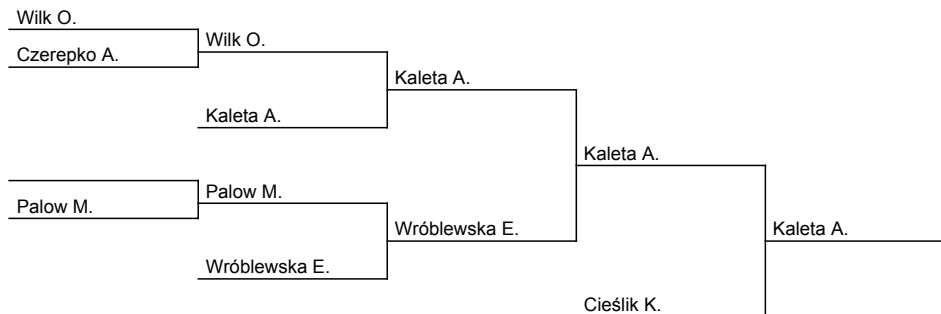 Wilk O.
Czerepko A.
Wilk O.
Kaleta A.
Kaleta A.
Kaleta A.
Palow M.
Palow M.
Wróblewska E.
Wróblewska E.
Kaleta A.
Cieślik K.